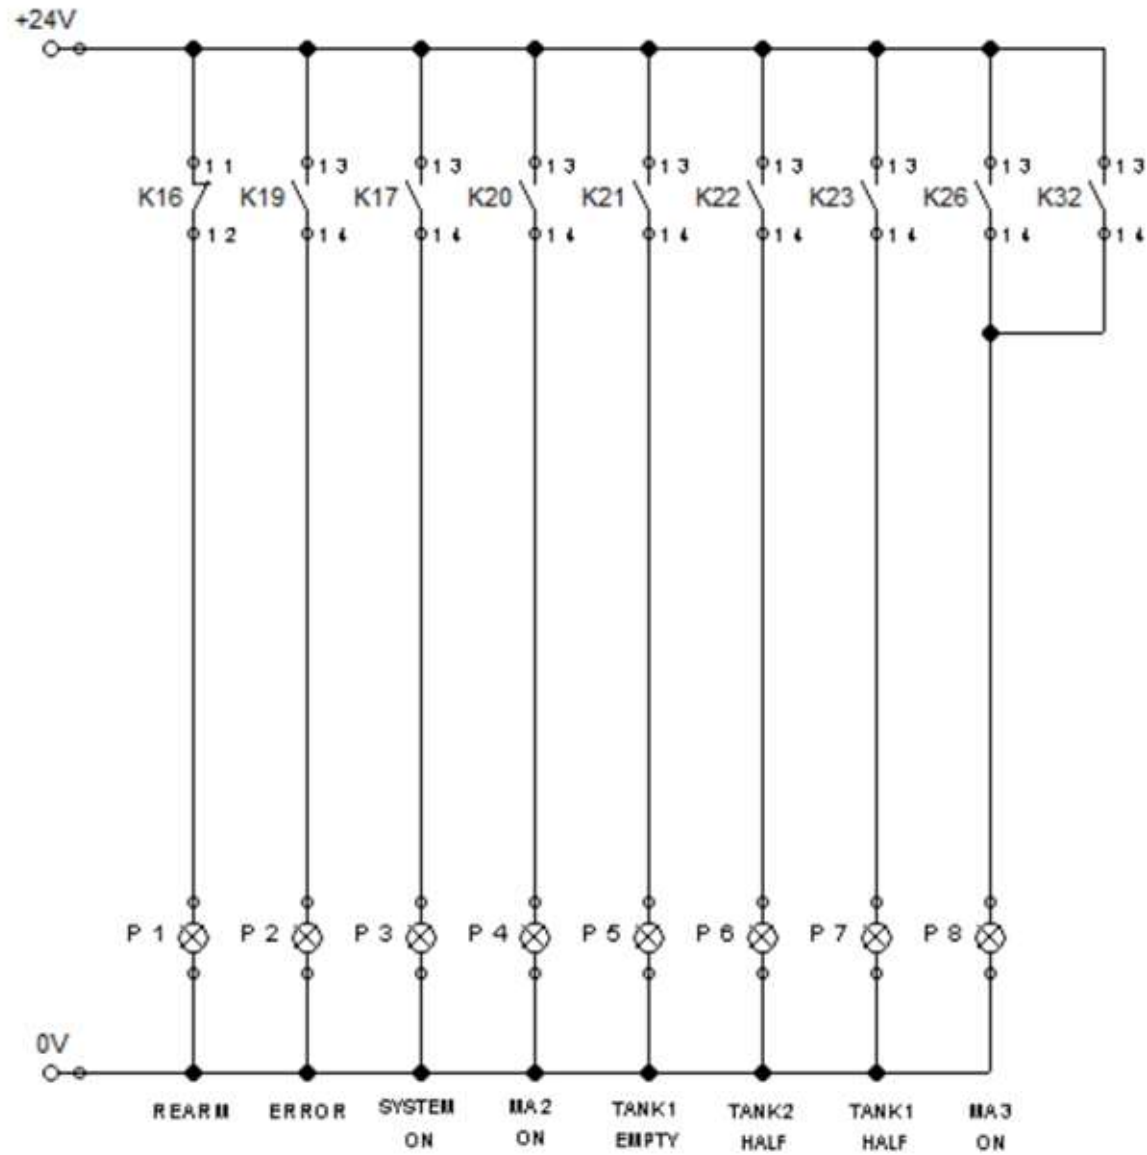 +24V
11 13 13 13 13 13 13 13 13
K16 K19 K17 K20 K21 K22 K23 K26 K32
12 14 14 14 14 14 14 14 14
P 1 P 2 P 3 P 4 P 5 P 6 P 7 P 8
0V
REARM ERROR SYSTEM MA2 TANK1 TANK2 TANK1 MA3
ON ON EMPTY HALF HALF ON